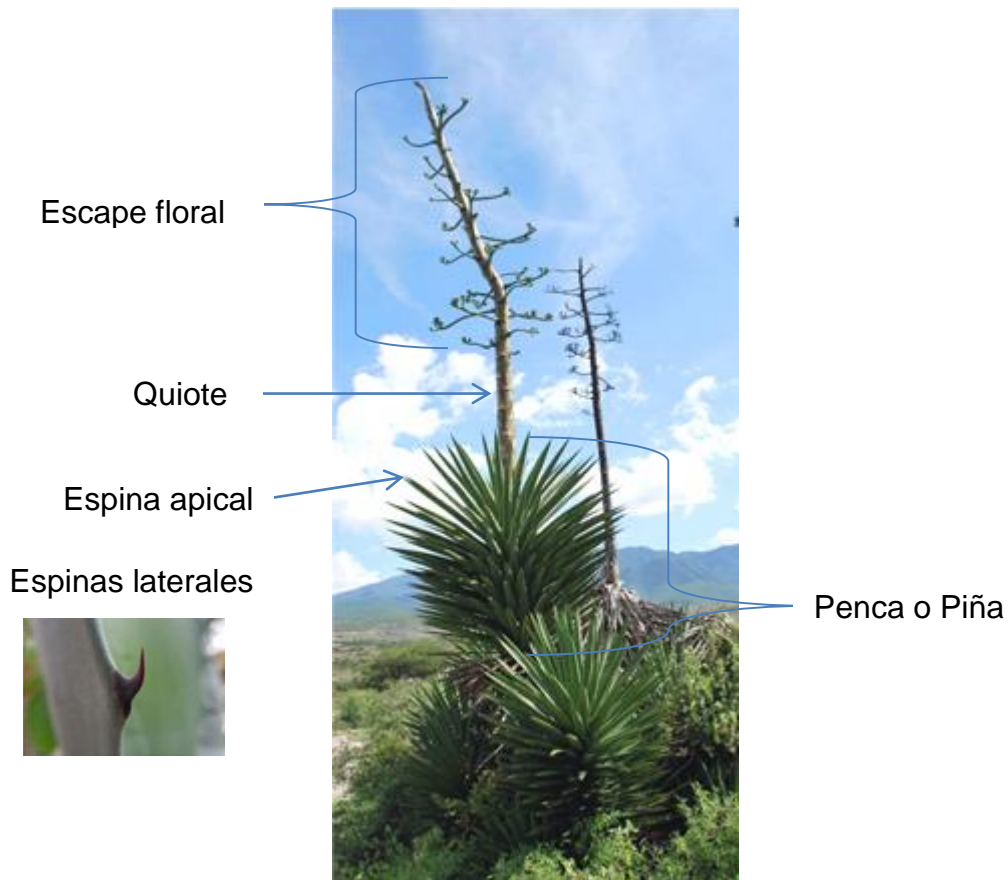 Escape floral
Quiote
Espina apical
Espinas laterales
Penca o Piña